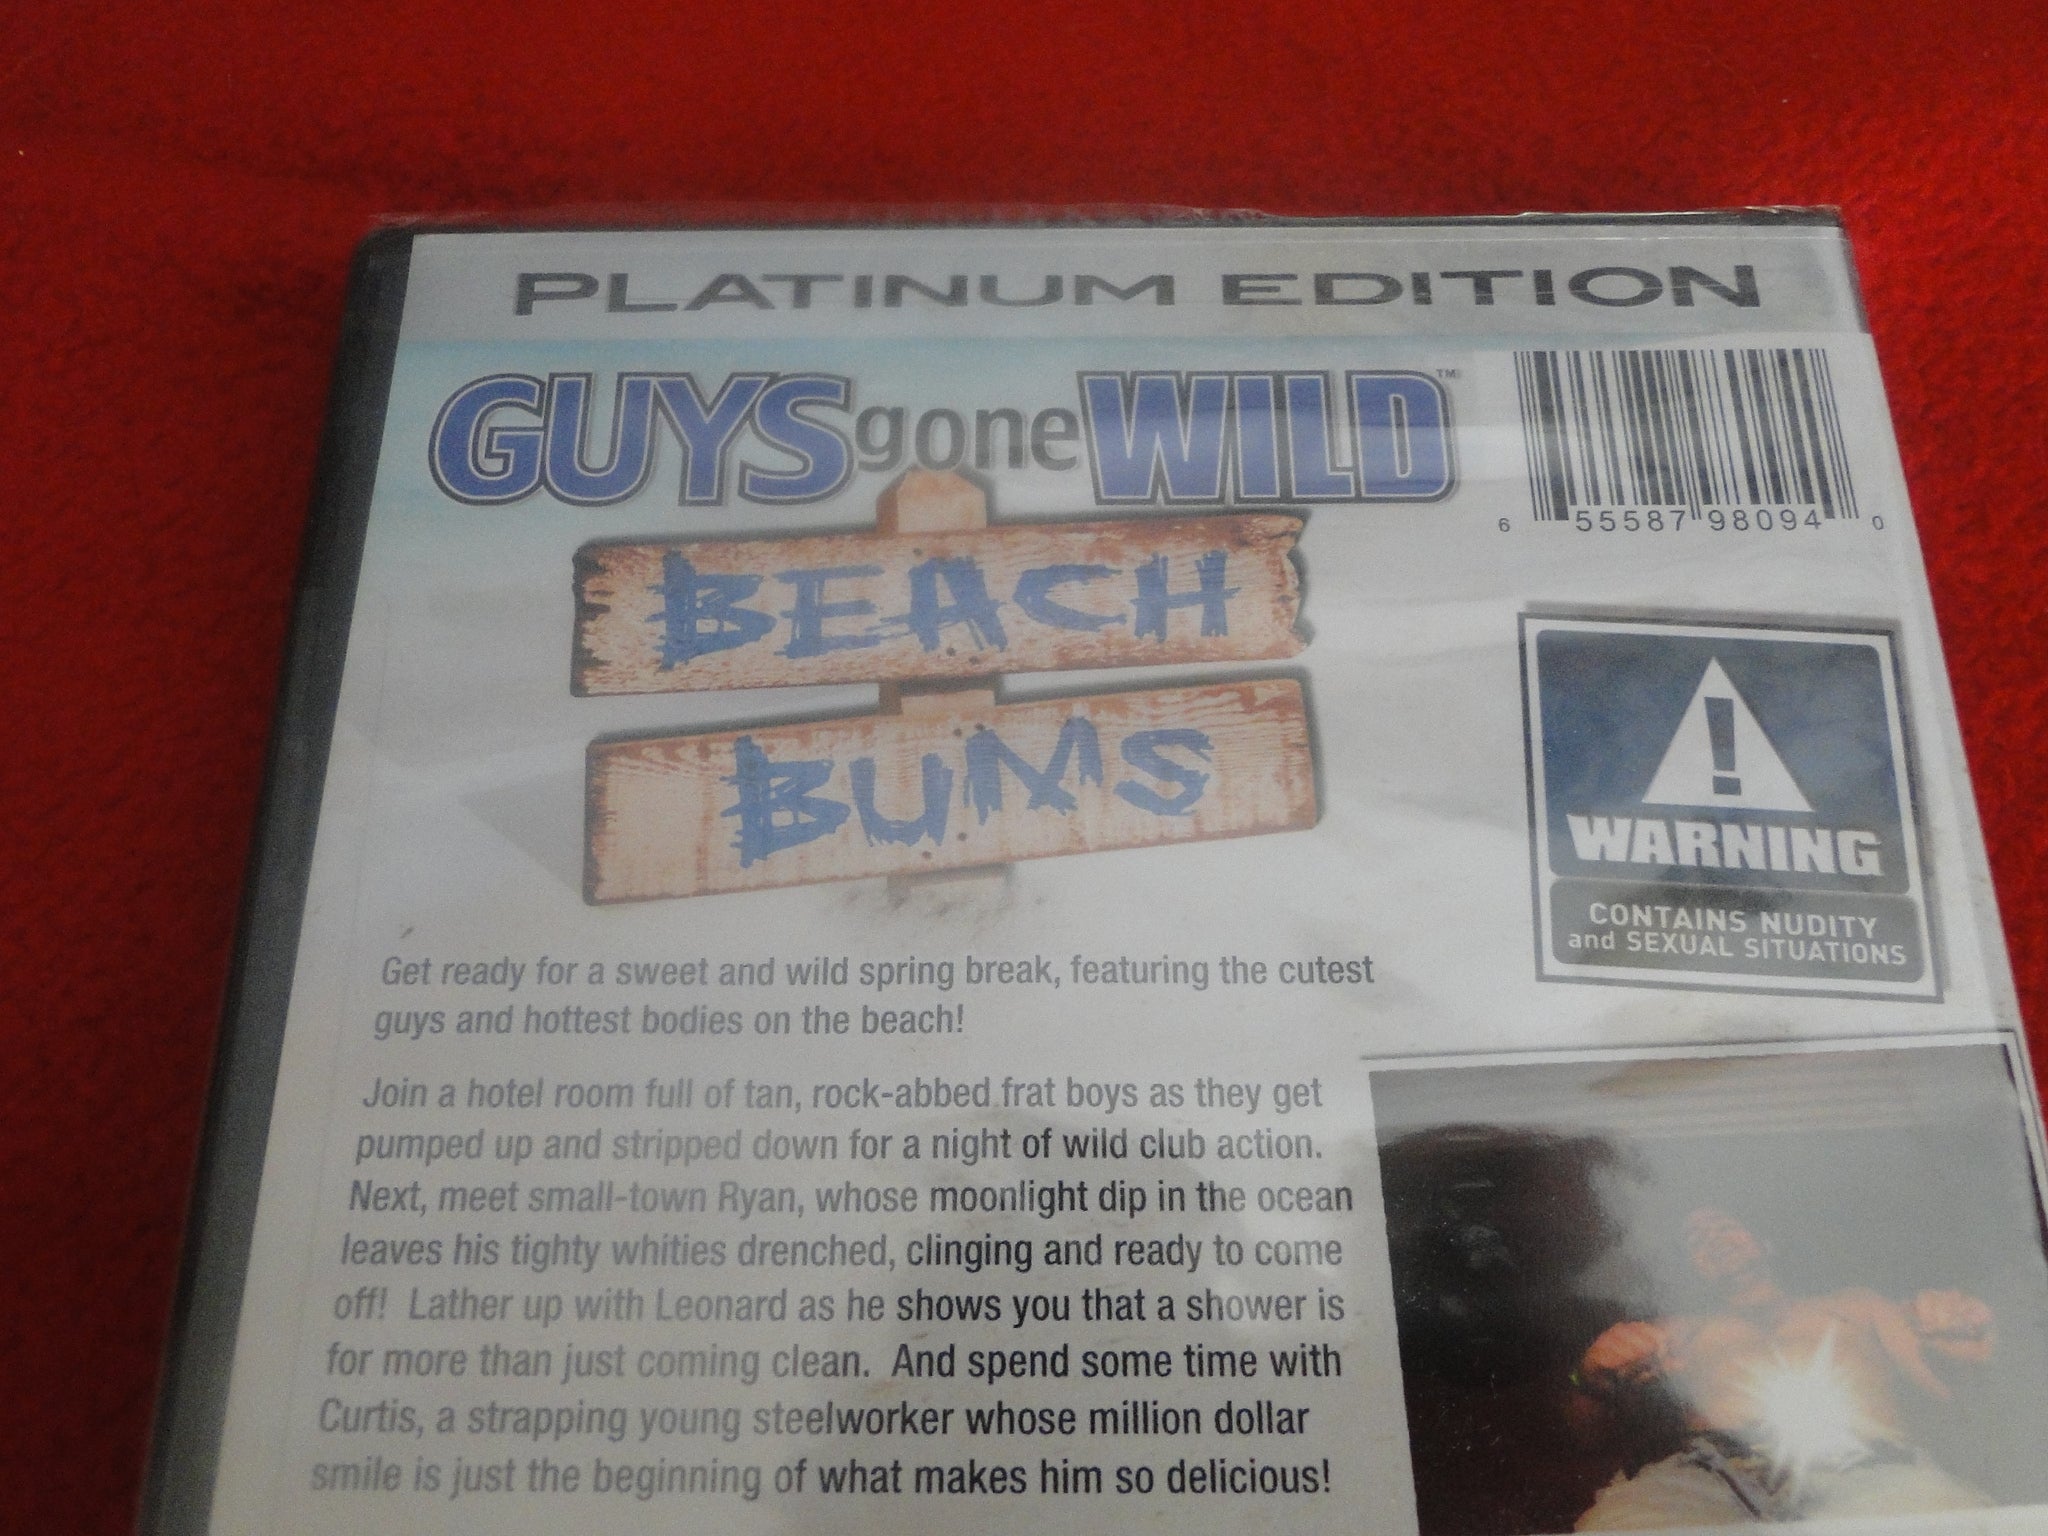 PLATINUM EDITION
GUYS gone WILD™
6 55587 98094 0
BEACH
BUMS
WARNING
CONTAINS NUDITY
and SEXUAL SITUATIONS
Get ready for a sweet and wild spring break, featuring the cutest
guys and hottest bodies on the beach!
Join a hotel room full of tan, rock-abbed frat boys as they get
pumped up and stripped down for a night of wild club action.
Next, meet small-town Ryan, whose moonlight dip in the ocean
leaves his tighty whities drenched, clinging and ready to come
off! Lather up with Leonard as he shows you that a shower is
for more than just coming clean. And spend some time with
Curtis, a strapping young steelworker whose million dollar
smile is just the beginning of what makes him so delicious!